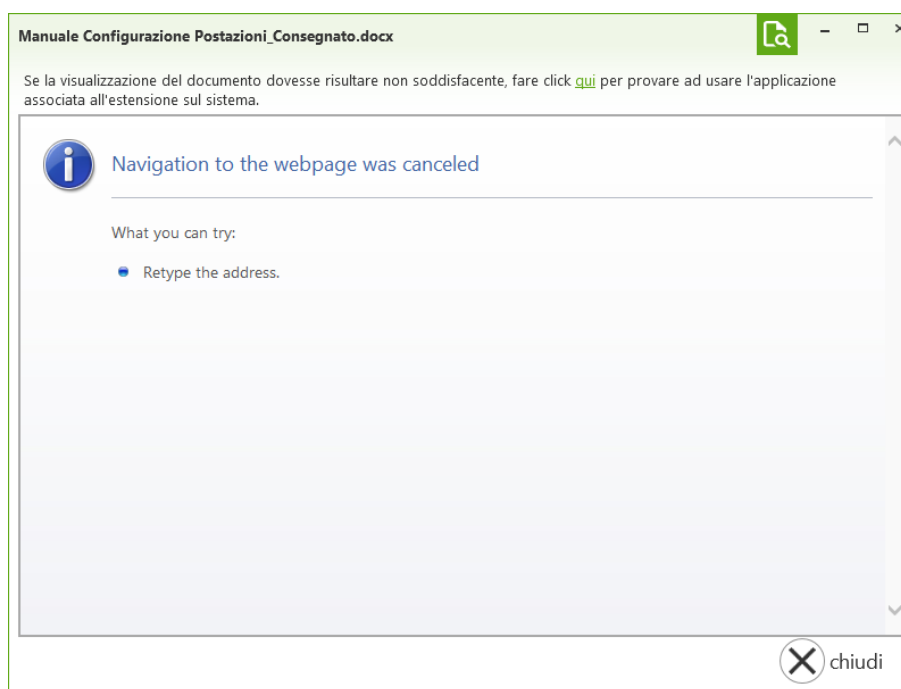 Manuale Configurazione Postazioni_Consegnato.docx
Se la visualizzazione del documento dovesse risultare non soddisfacente, fare click qui per provare ad usare l'applicazione
associata all'estensione sul sistema.
Navigation to the webpage was canceled
What you can try:
Retype the address.
chiudi